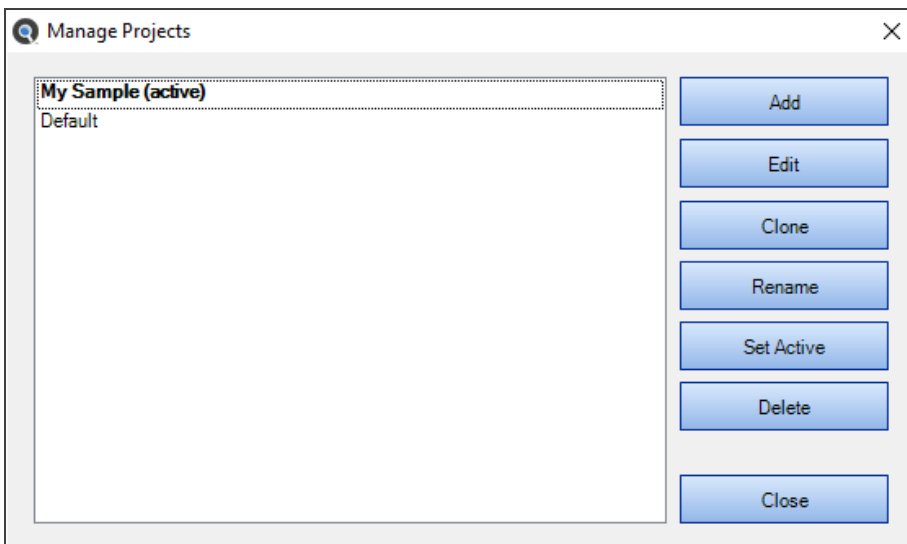 Manage Projects
My Sample (active)
Default
Add
Edit
Clone
Rename
Set Active
Delete
Close